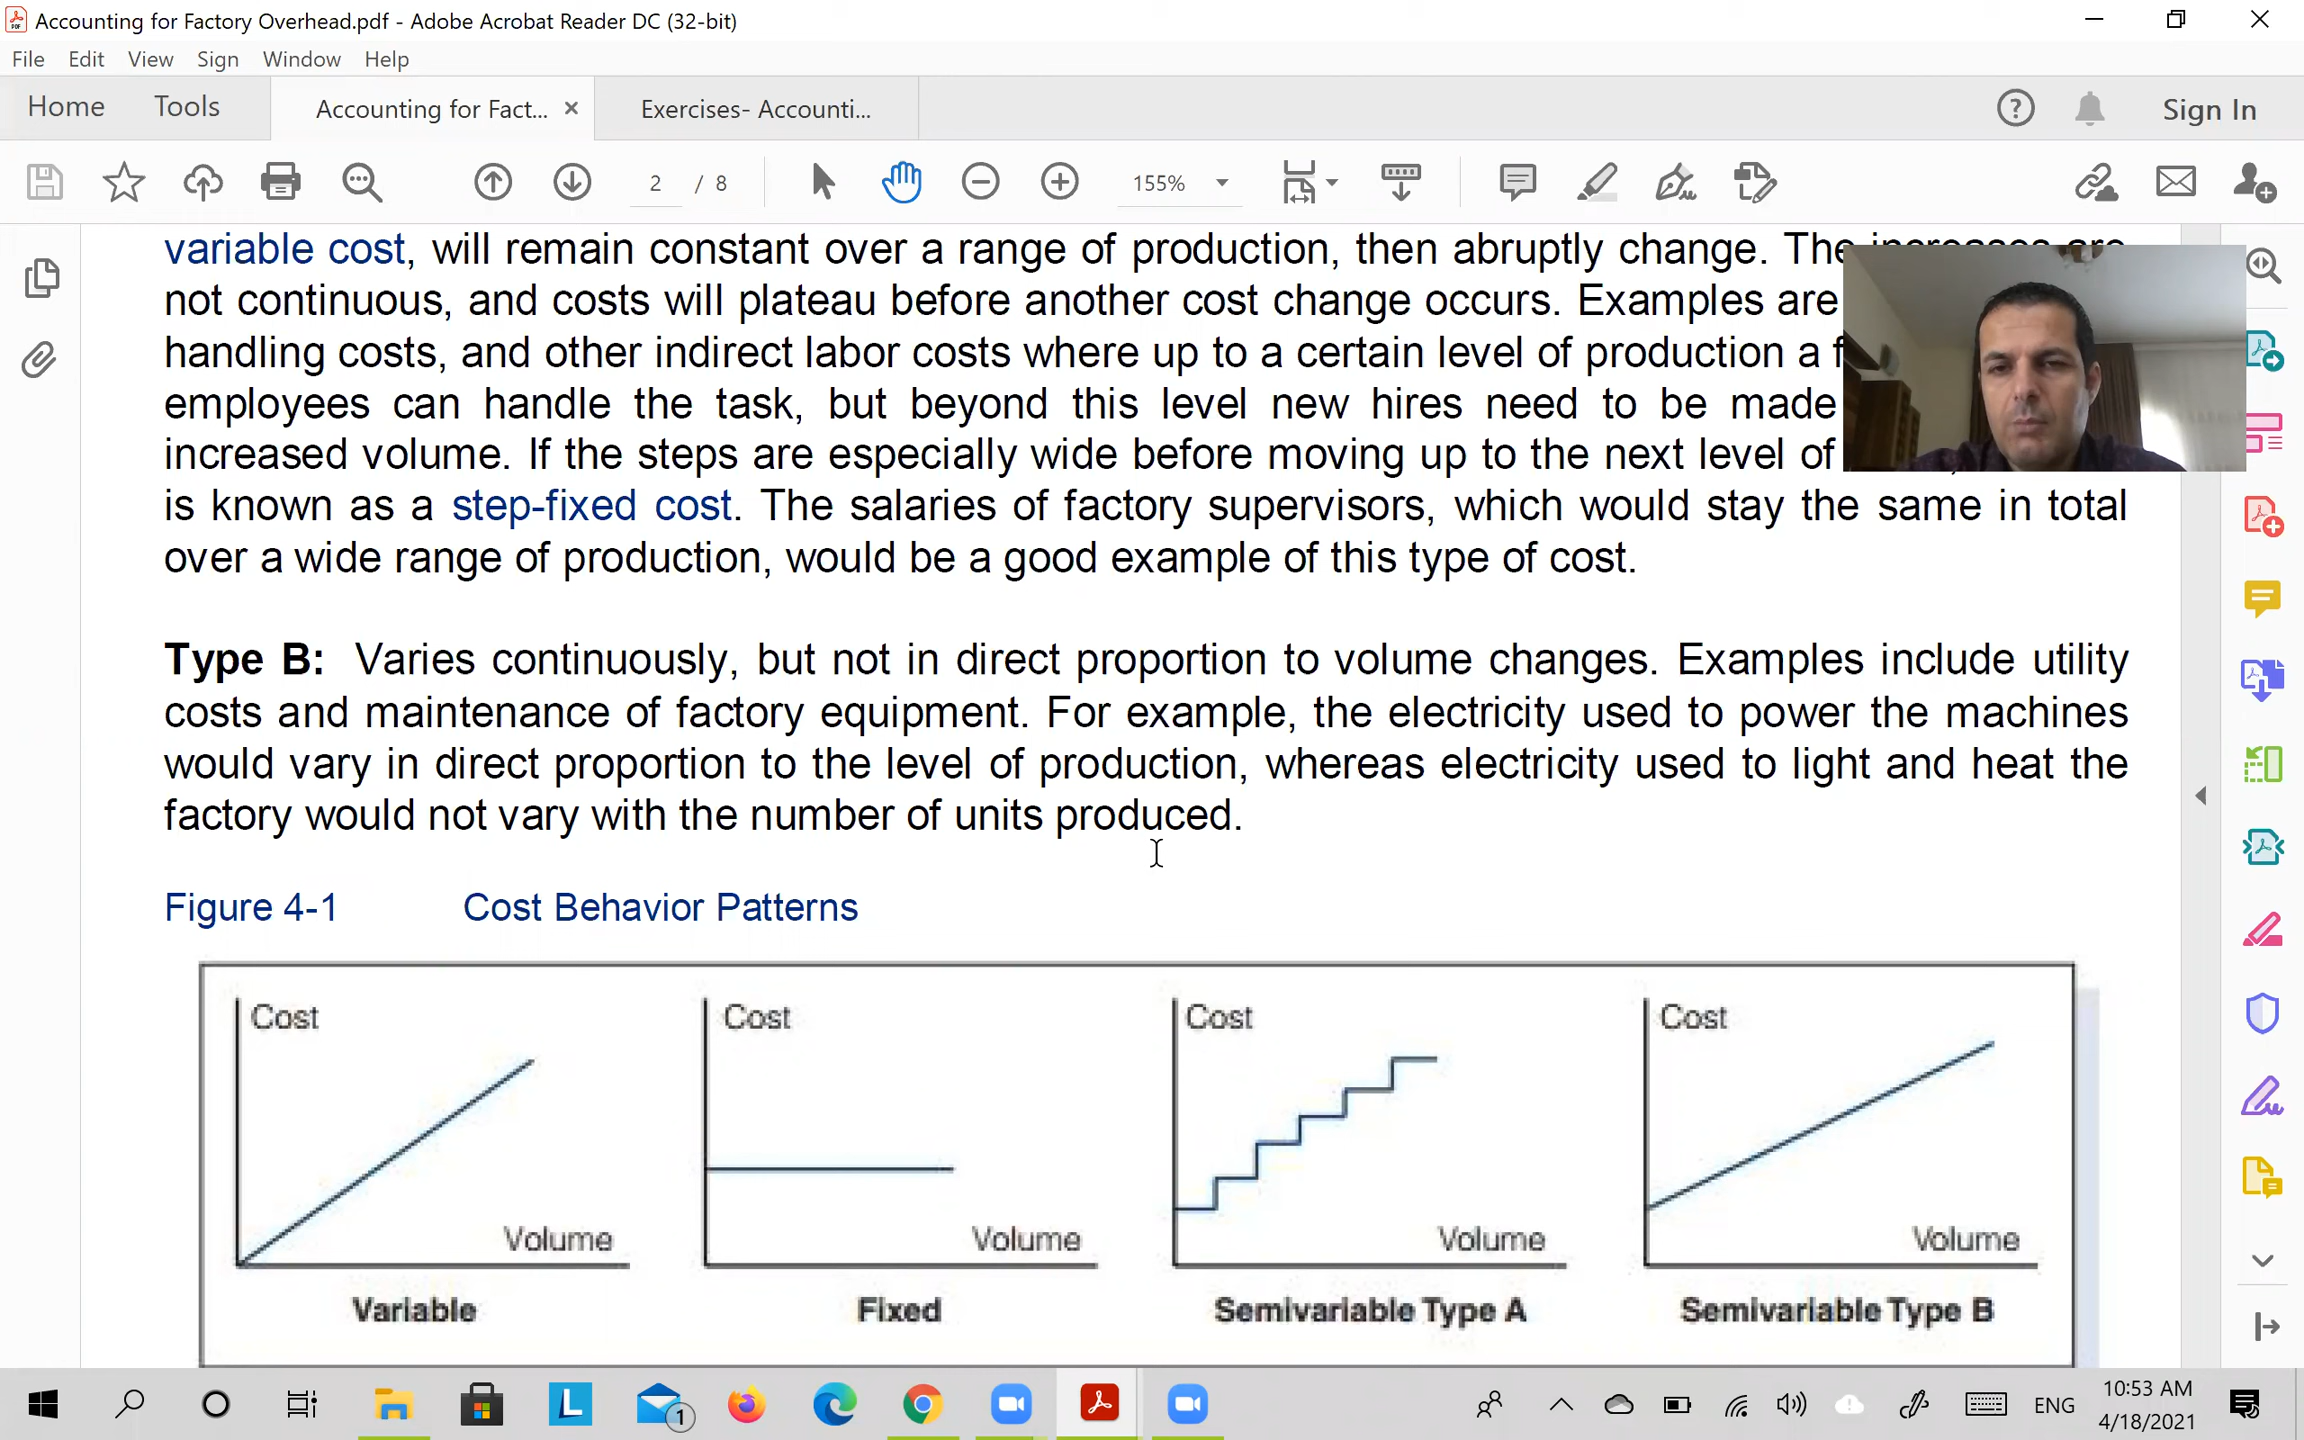 Accounting for Factory Overhead.pdf - Adobe Acrobat Reader DC (32-bit)
File Edit View Sign Window Help
Home Tools Accounting for Fact... Exercises- Accounti... Sign In
2 / 8 155%
variable cost, will remain constant over a range of production, then abruptly change. The increases are
not continuous, and costs will plateau before another cost change occurs. Examples are
handling costs, and other indirect labor costs where up to a certain level of production a
employees can handle the task, but beyond this level new hires need to be made
increased volume. If the steps are especially wide before moving up to the next level of
is known as a step-fixed cost. The salaries of factory supervisors, which would stay the same in total
over a wide range of production, would be a good example of this type of cost.
Type B: Varies continuously, but not in direct proportion to volume changes. Examples include utility
costs and maintenance of factory equipment. For example, the electricity used to power the machines
would vary in direct proportion to the level of production, whereas electricity used to light and heat the
factory would not vary with the number of units produced.
Figure 4-1 Cost Behavior Patterns
Cost Cost Cost Cost
Volume Volume Volume Volume
Variable Fixed Semivariable Type A Semivariable Type B
1
ENG
10:53 AM
4/18/2021